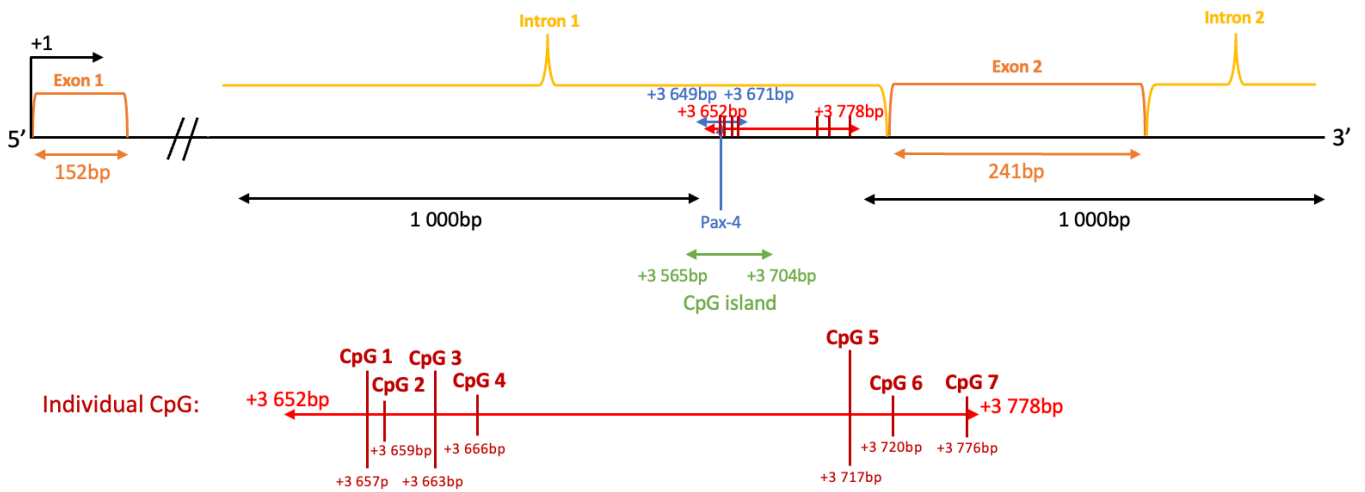 Intron 1
Intron 2
+1
Exon 1
Exon 2
+3 649bp +3 671bp
+3 652bp +3 778bp
5’ 3’
152bp
241bp
1 000bp
1 000bp
Pax-4
+3 565bp +3 704bp
CpG island
CpG 1 CpG 3 CpG 5
CpG 2 CpG 4 CpG 6 CpG 7
Individual CpG: +3 652bp +3 778bp
+3 659bp +3 666bp +3 720bp +3 776bp
+3 657p +3 663bp +3 717bp